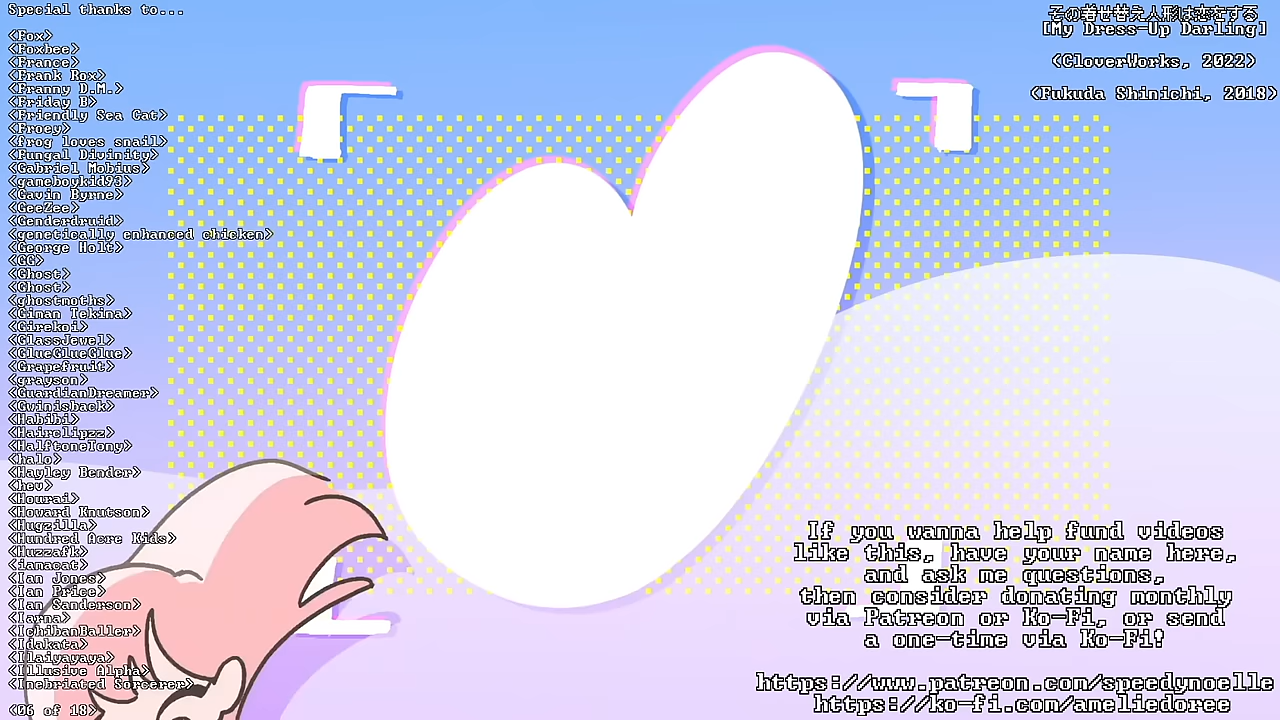 Special thanks to...
<Fox>
<Foxbee>
<France>
<Frank Rox>
<Franny D.M.>
<Friday B>
<Friendly Sea Cat>
<Froey>
<frog loves snail>
<Fungal Divinity>
<Gabriel Mobius>
<gameboykid93>
<Gavin Byrne>
<GeeZee>
<Genderdruid>
<genetically enhanced chicken>
<George Holt>
<GG>
<Ghost>
<Ghost>
<ghostmoths>
<Giman Tekina>
<Girekoi>
<GlassJewel>
<GlueGlueGlue>
<Grapefruit>
<grayson>
<GuardianDreamer>
<Gvinisback>
<Habibi>
<Hairolipzz>
<HalftoneTony>
<halo>
<Hayley Bender>
<hev>
<Hourai>
<Howard Knutson>
<Hugzilla>
<Hundred Acre Kids>
<Huzzafk>
<iamacat>
<Ian Jones>
<Ian Price>
<Ian Sanderson>
<Iarna>
<IchibanBaller>
<Idakata>
<Ilaiyayaya>
<Illusive Alpha>
<Inebriated Sorcerer>
<06 of 18>
その着せ替え人形は恋をする
[My Dress-Up Darling]
<CloverWorks, 2022>
<Fukuda Shinichi, 2018>
If you wanna help fund videos
like this, have your name here,
and ask me questions,
then consider donating monthly
via Patreon or Ko-Fi, or send
a one-time via Ko-Fi!
https://www.patreon.com/speedynoelle
https://ko-fi.com/ameliedoree